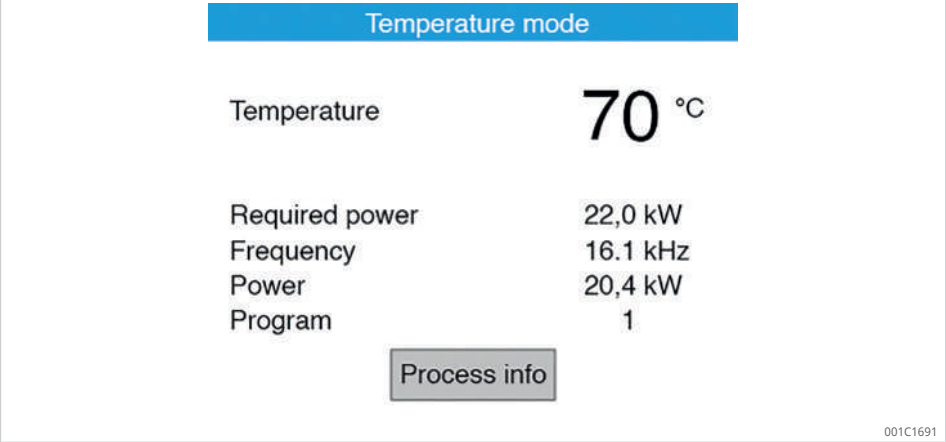 Temperature mode
Temperature 70 °C
Required power 22,0 kW
Frequency 16.1 kHz
Power 20,4 kW
Program 1
Process info
001C1691